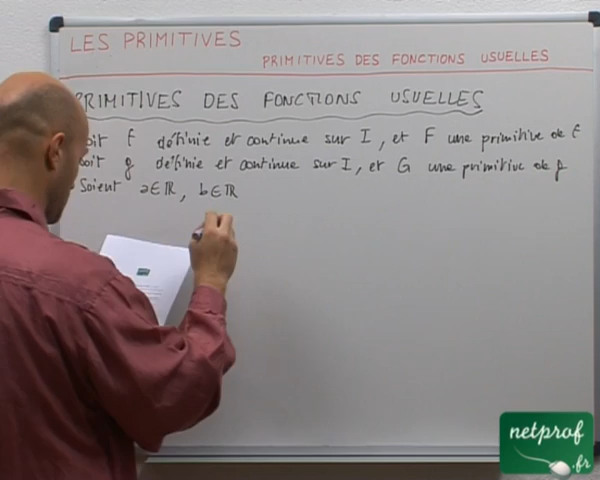 LES PRIMITIVES
PRIMITIVES DES FONCTIONS USUELLES
PRIMITIVES DES FONCTIONS USUELLES
oit f définie et continue sur I, et F une primitive de f
oit g définie et continue sur I, et G une primitive de g
Soient a∈ℝ, b∈ℝ
netprof
.fr